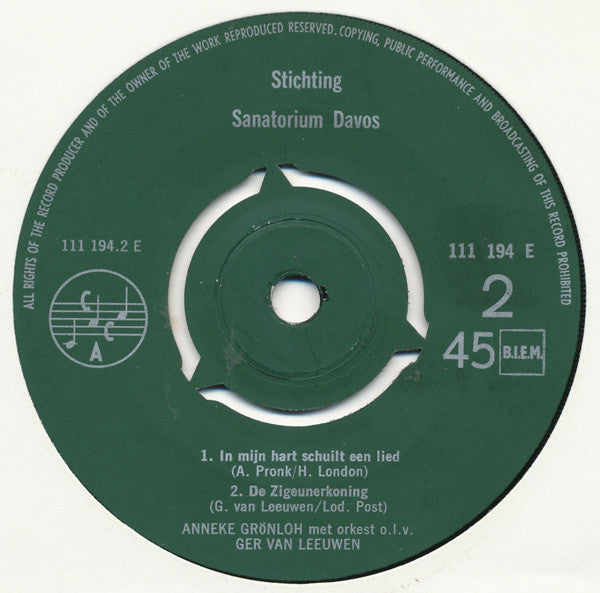 ALL RIGHTS OF THE RECORD PRODUCER AND OF THE OWNER OF THE WORK REPRODUCED RESERVED. COPYING, PUBLIC PERFORMANCE AND BROADCASTING OF THIS RECORD PROHIBITED
Stichting
Sanatorium Davos
111 194.2 E
111 194 E
2
C C C
A
45 B.I.E.M.
1. In mijn hart schuilt een lied
(A. Pronk/H. London)
2. De Zigeunerkoning
(G. van Leeuwen/Lod. Post)
ANNEKE GRÖNLOH met orkest o.l.v.
GER VAN LEEUWEN